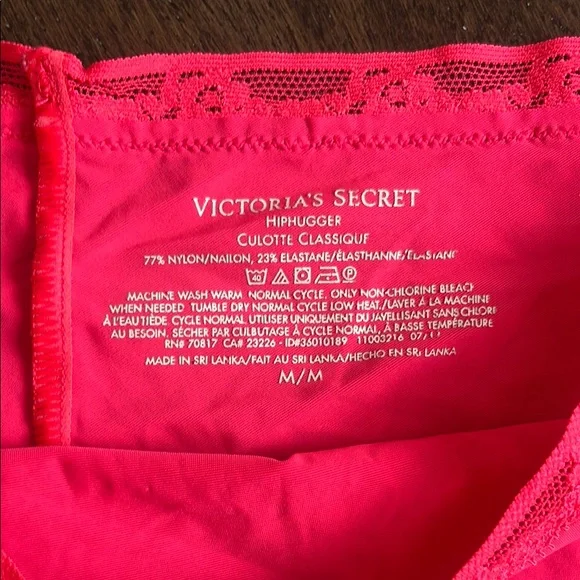 VICTORIA'S SECRET
HIPHUGGER
CULOTTE CLASSIQUE
77% NYLON/NAILON, 23% ELASTANE/ÉLASTHANNE/ELASTANE
40 P
MACHINE WASH WARM NORMAL CYCLE. ONLY NON-CHLORINE BLEACH
WHEN NEEDED TUMBLE DRY NORMAL CYCLE LOW HEAT./LAVER À LA MACHINE
À L'EAU TIÈDE CYCLE NORMAL UTILISER UNIQUEMENT DU JAVELLISANT SANS CHLORE
AU BESOIN. SÉCHER PAR CULBUTAGE À CYCLE NORMAL, À BASSE TEMPÉRATURE
RN# 70817 CA# 23226 - ID#36010189 11003216
MADE IN SRI LANKA/FAIT AU SRI LANKA/HECHO EN SRI LANKA
M/M